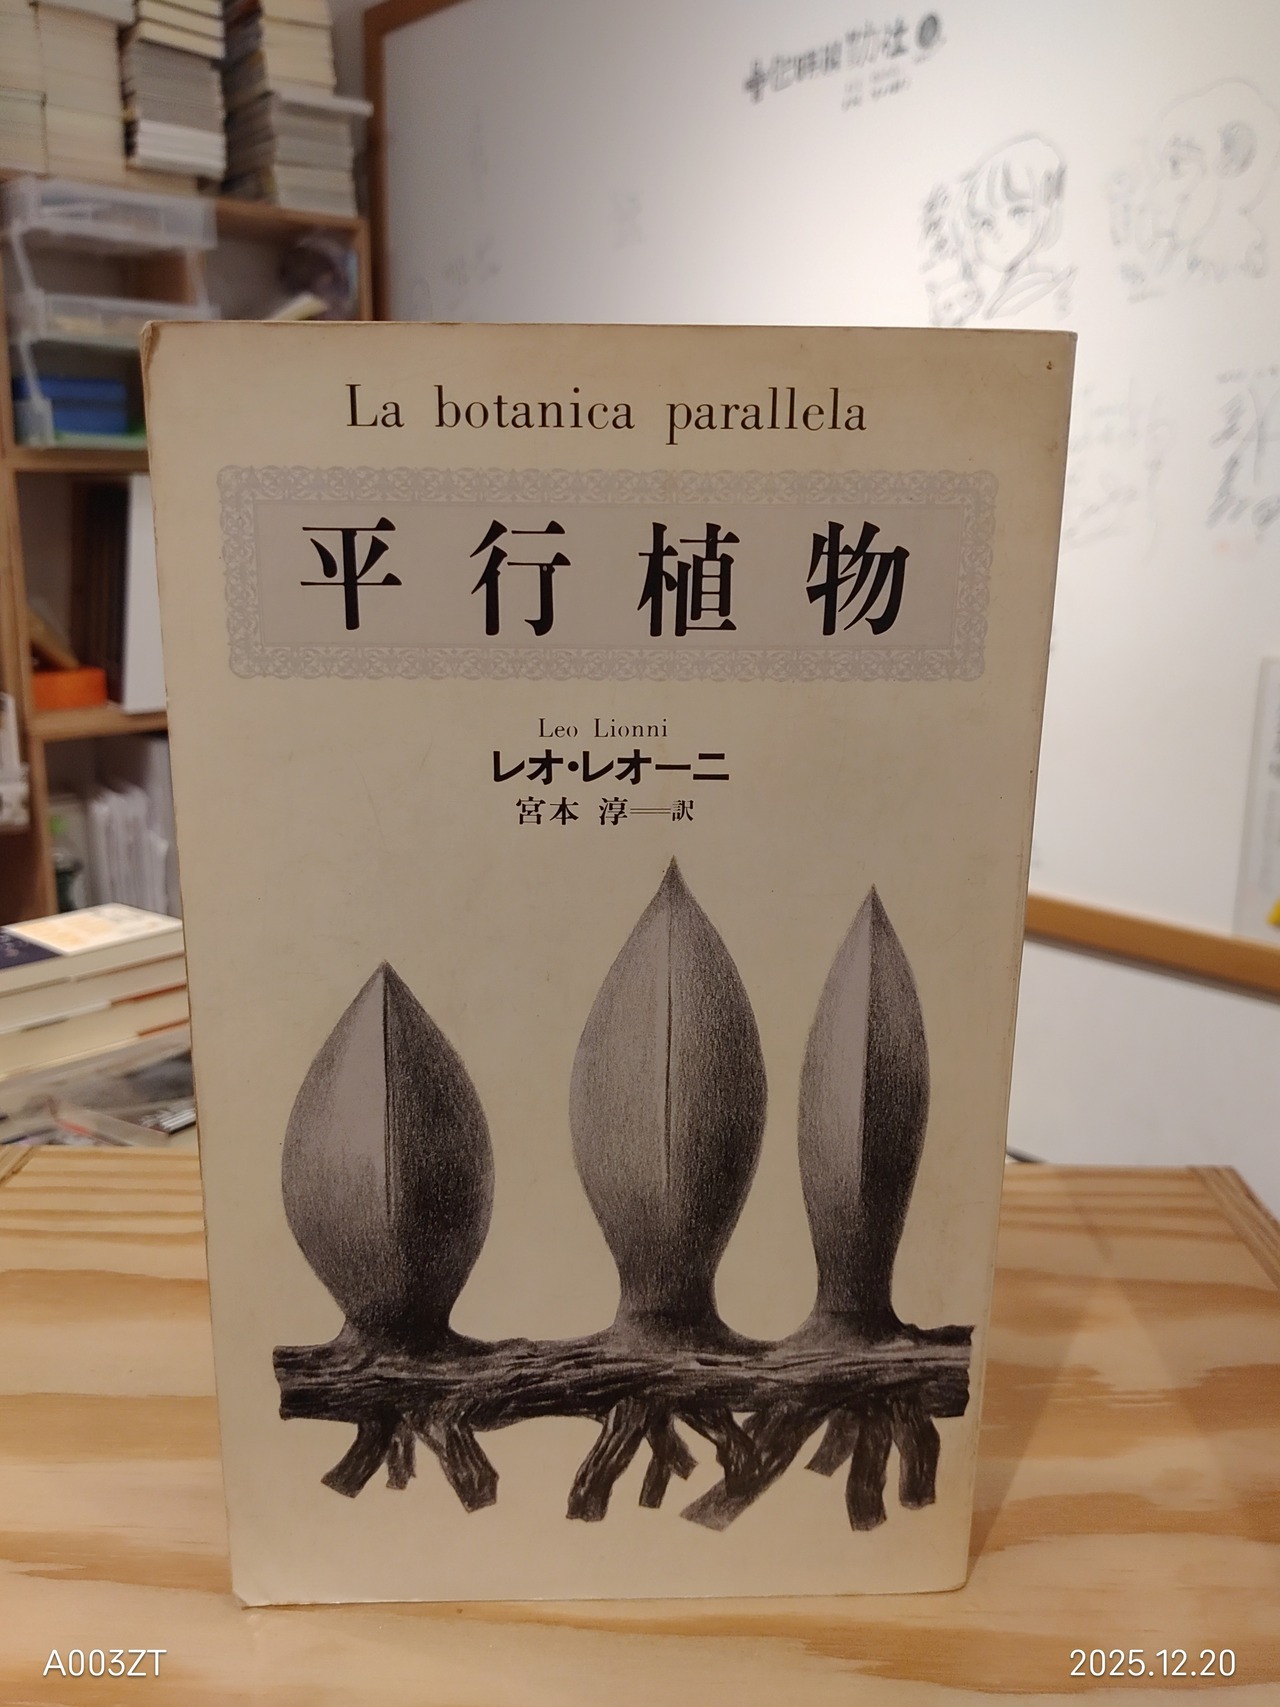 La botanica parallela
平行植物
Leo Lionni
レオ・レオーニ
宮本 淳──訳
A003ZT
2025.12.20